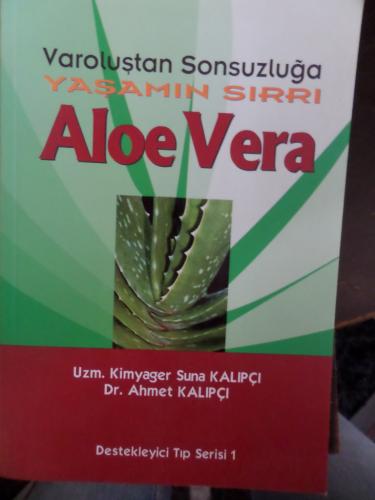 Varoluştan Sonsuzluğa
YAŞAMIN SIRRI
Aloe Vera
Uzm. Kimyager Suna KALIPÇI
Dr. Ahmet KALIPÇI
Destekleyici Tıp Serisi 1